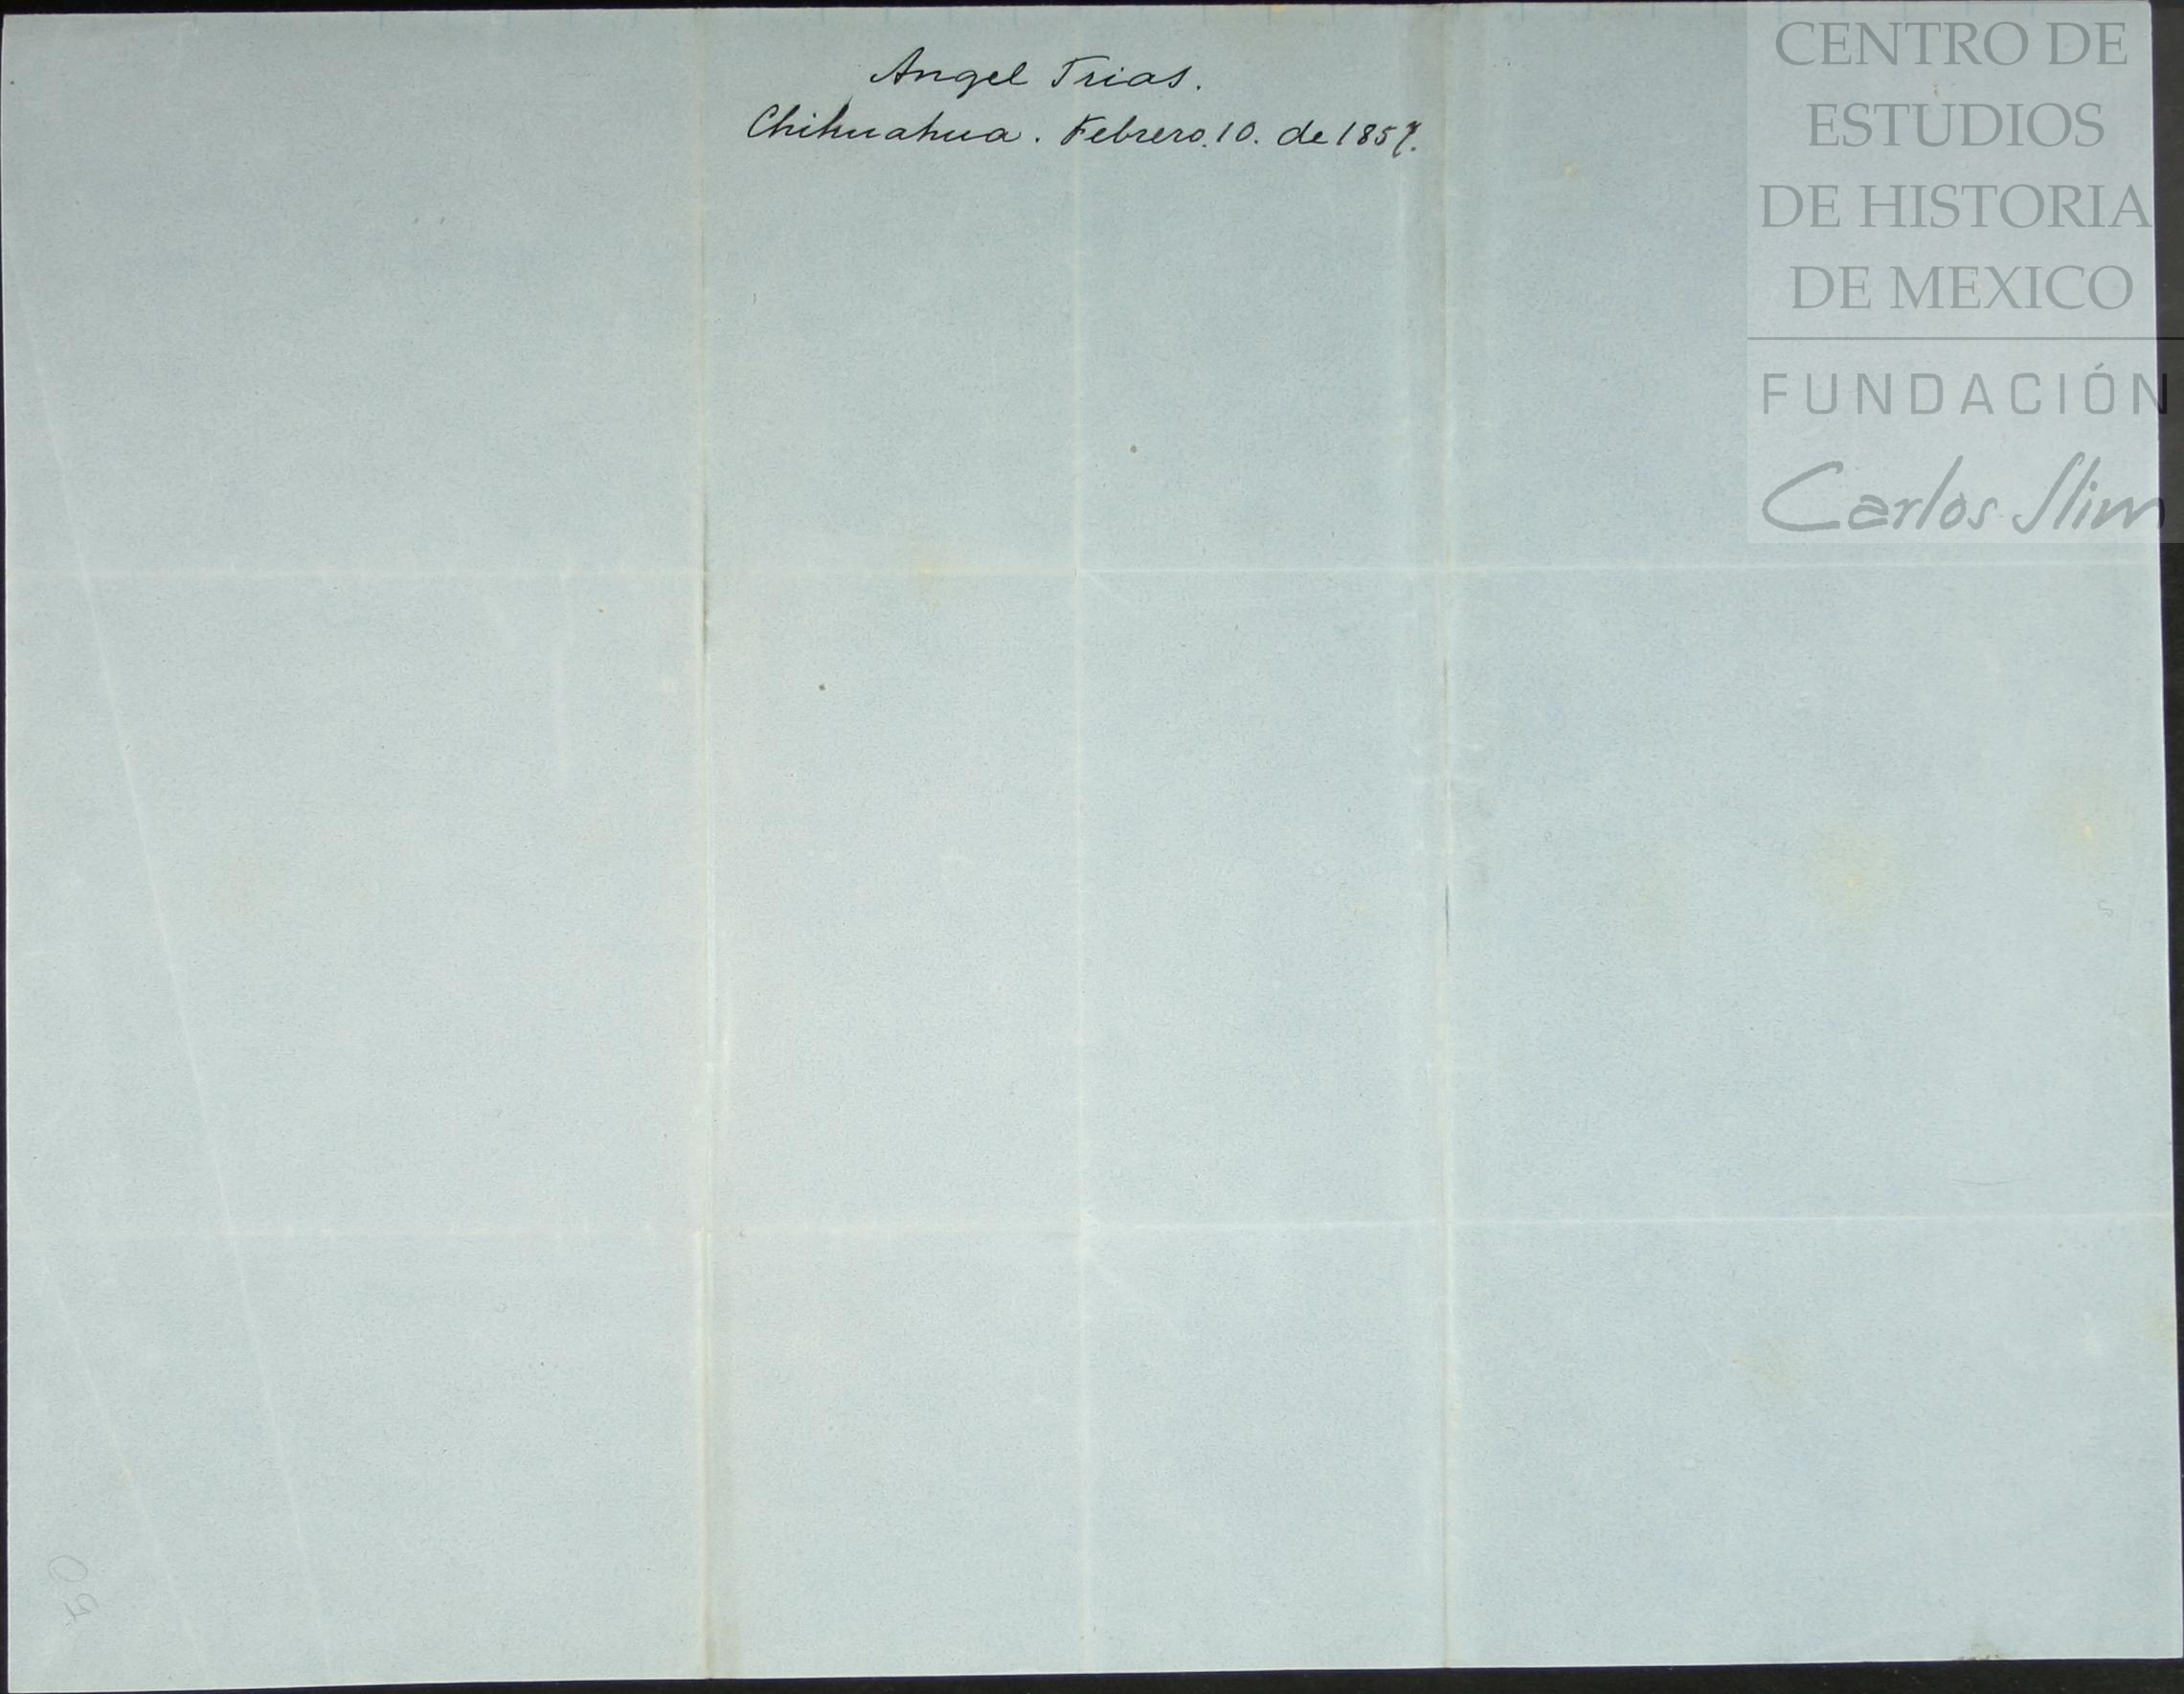 Angel Trias.
Chihuahua. Febrero. 10. de 1857.
CENTRO DE
ESTUDIOS
DE HISTORIA
DE MEXICO
FUNDACIÓN
Carlos Slim